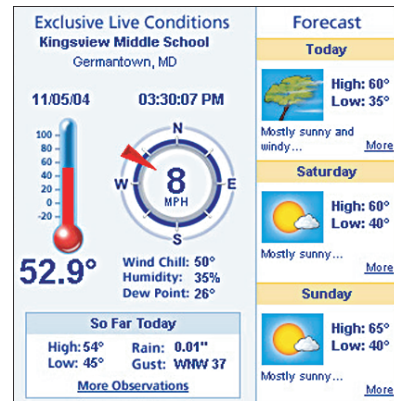 Exclusive Live Conditions
Kingsview Middle School
Germantown, MD
11/05/04 03:30:07 PM
100
80
60
40
20
0
-20
N
W
E
S
8
MPH
52.9°
Wind Chill: 50°
Humidity: 35%
Dew Point: 26°
So Far Today
High: 54° Rain: 0.01"
Low: 45° Gust: WNW 37
More Observations
Forecast
Today
High: 60°
Low: 35°
Mostly sunny and
windy... More
Saturday
High: 60°
Low: 40°
Mostly sunny...
More
Sunday
High: 65°
Low: 40°
Mostly sunny...
More